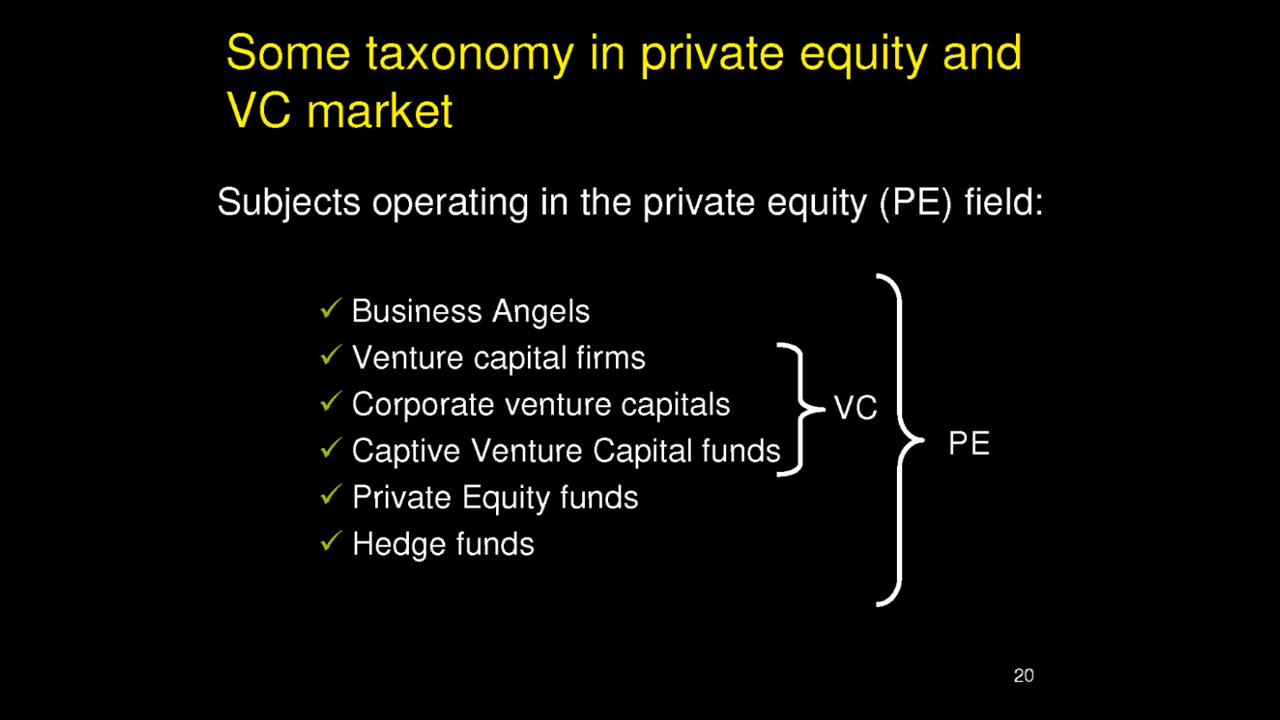 Some taxonomy in private equity and
VC market
Subjects operating in the private equity (PE) field:
✓ Business Angels
✓ Venture capital firms
✓ Corporate venture capitals
✓ Captive Venture Capital funds
✓ Private Equity funds
✓ Hedge funds
VC
PE
20